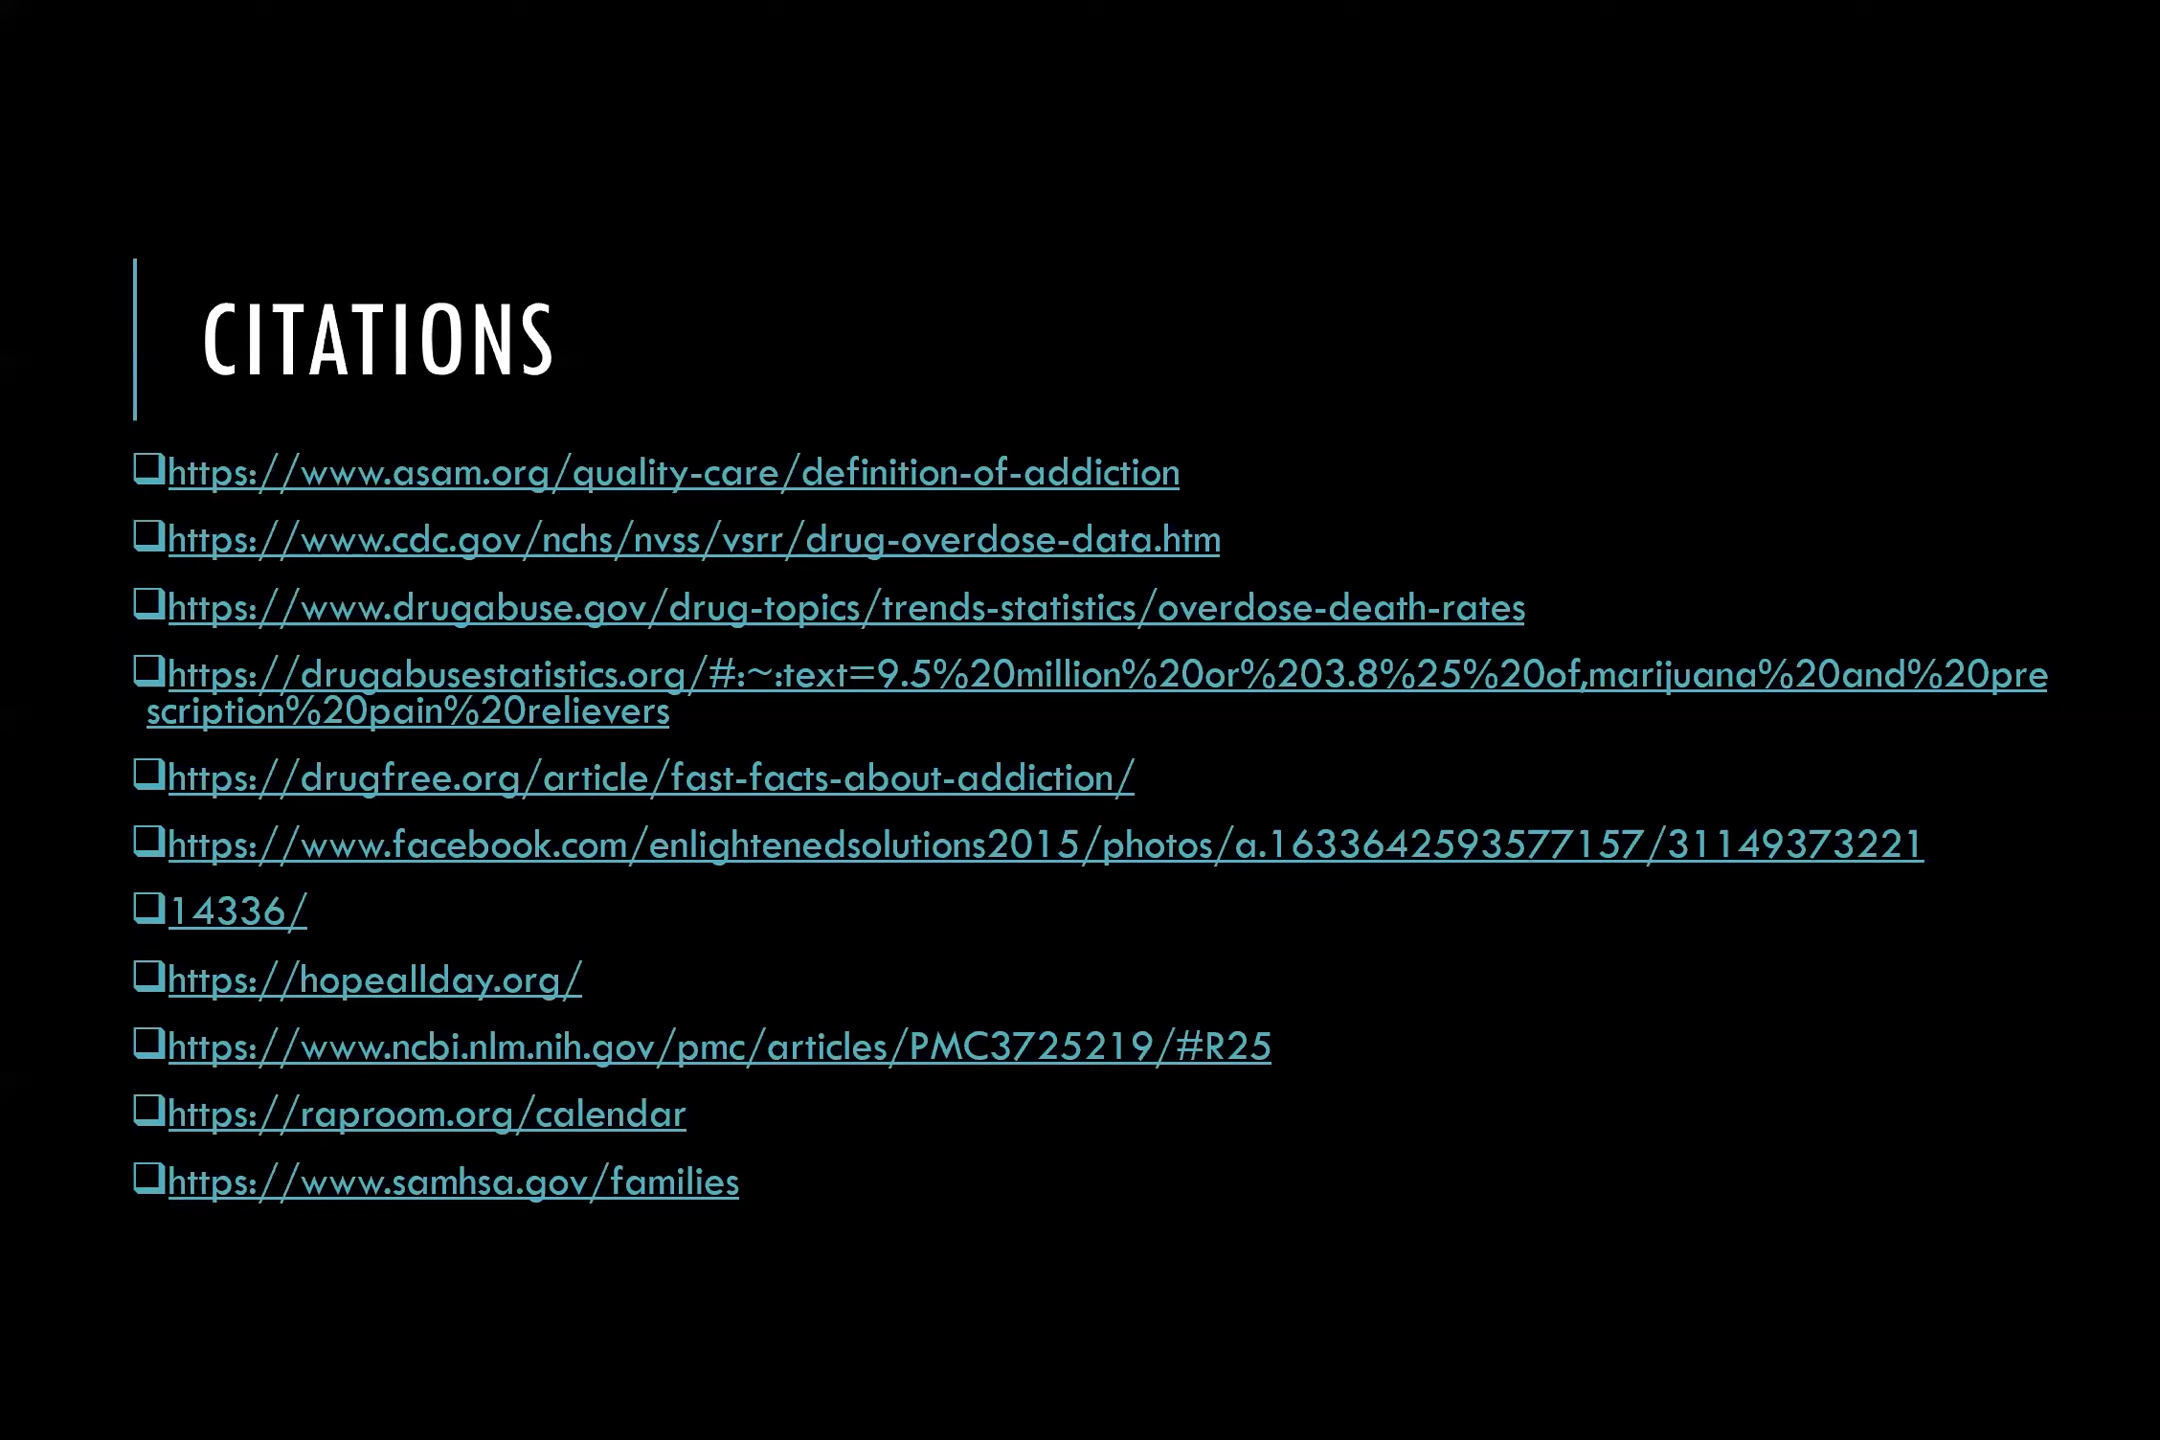 CITATIONS
https://www.asam.org/quality-care/definition-of-addiction
https://www.cdc.gov/nchs/nvss/vsrr/drug-overdose-data.htm
https://www.drugabuse.gov/drug-topics/trends-statistics/overdose-death-rates
https://drugabusestatistics.org/#:~:text=9.5%20million%20or%203.8%25%20of,marijuana%20and%20pre
scription%20pain%20relievers
https://drugfree.org/article/fast-facts-about-addiction/
https://www.facebook.com/enlightenedsolutions2015/photos/a.1633642593577157/31149373221
14336/
https://hopeallday.org/
https://www.ncbi.nlm.nih.gov/pmc/articles/PMC3725219/#R25
https://raproom.org/calendar
https://www.samhsa.gov/families